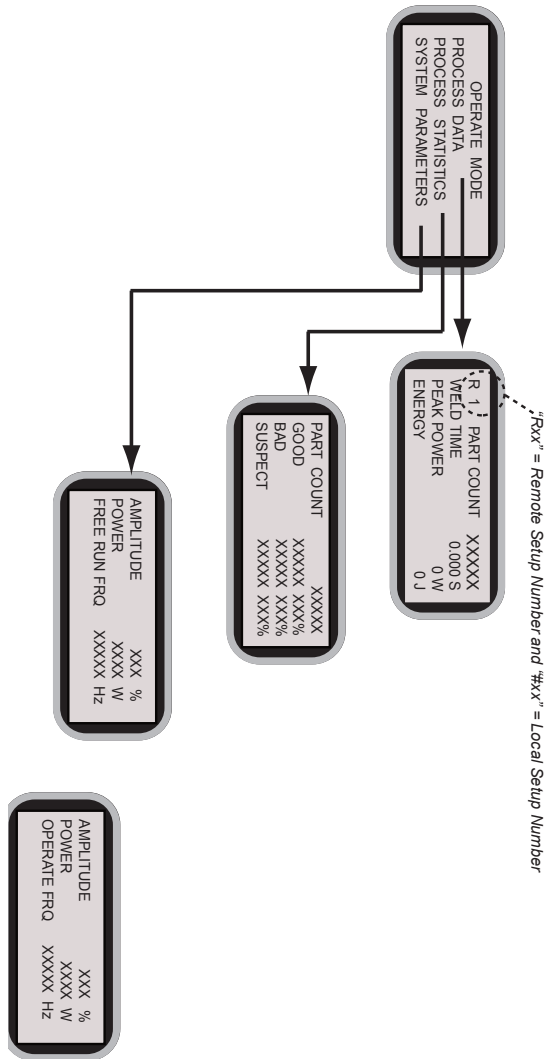 OPERATE MODE
PROCESS DATA
PROCESS STATISTICS
SYSTEM PARAMETERS
"Rxx" = Remote Setup Number and "#xx" = Local Setup Number
R 1 PART COUNT XXXXX
WELD TIME 0.000 S
PEAK POWER 0 W
ENERGY 0 J
PART COUNT XXXXX
GOOD XXXXX XXX%
BAD XXXXX XXX%
SUSPECT XXXXX XXX%
AMPLITUDE XXX %
POWER XXXX W
FREE RUN FRQ XXXXX Hz
AMPLITUDE XXX %
POWER XXXX W
OPERATE FRQ XXXXX Hz